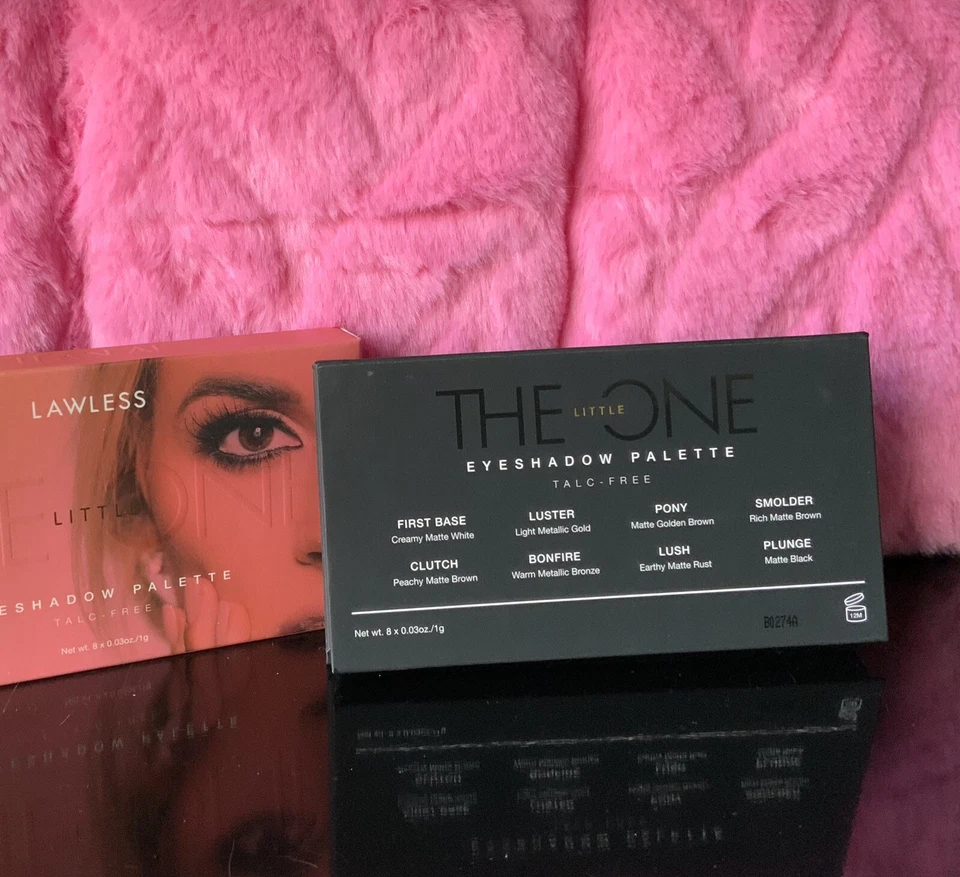 LAWLESS
LITTLE
ESHADOW PALETTE
TALC-FREE
Net wt. 8 x 0.03oz./1g
THE LITTLE ONE
EYESHADOW PALETTE
TALC-FREE
FIRST BASE LUSTER PONY SMOLDER
Creamy Matte White Light Metallic Gold Matte Golden Brown Rich Matte Brown
CLUTCH BONFIRE LUSH PLUNGE
Peachy Matte Brown Warm Metallic Bronze Earthy Matte Rust Matte Black
Net wt. 8 x 0.03oz./1g
B0274A
12M